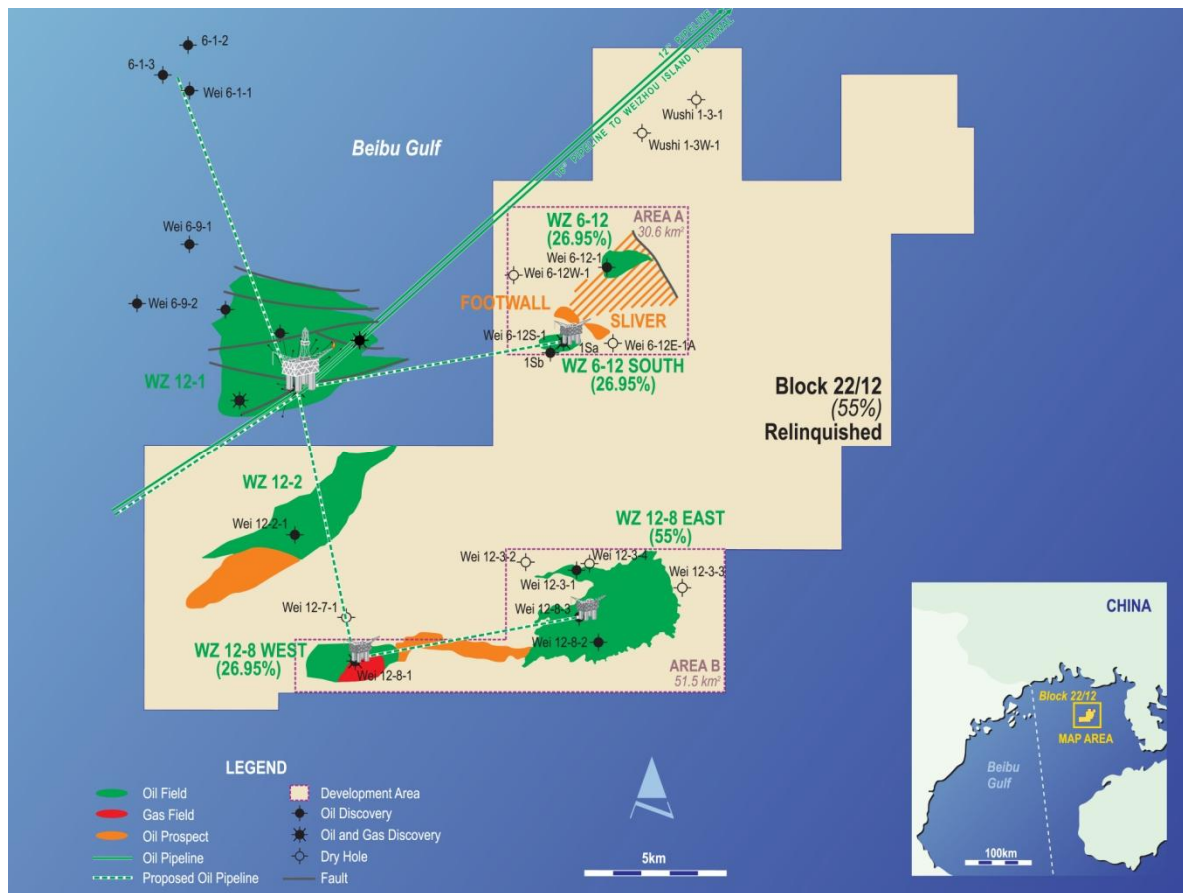 6-1-2
6-1-3
Wei 6-1-1
12" PIPELINE
16" PIPELINE TO WEIZHOU ISLAND TERMINAL
Wushi 1-3-1
Wushi 1-3W-1
Beibu Gulf
WZ 6-12
(26.95%)
AREA A
30.6 km²
Wei 6-9-1
Wei 6-12-1
Wei 6-12W-1
Wei 6-9-2
FOOTWALL
SLIVER
Wei 6-12S-1
1Sa
Wei 6-12E-1A
1Sb
WZ 12-1
WZ 6-12 SOUTH
(26.95%)
Block 22/12
(55%)
Relinquished
WZ 12-2
Wei 12-2-1
WZ 12-8 EAST
(55%)
Wei 12-3-2
Wei 12-3-4
Wei 12-3-1
Wei 12-3-3
Wei 12-7-1
Wei 12-8-3
Wei 12-8-2
WZ 12-8 WEST
(26.95%)
Wei 12-8-1
AREA B
51.5 km²
CHINA
Block 22/12
MAP AREA
Beibu
Gulf
100km
LEGEND
Oil Field
Gas Field
Oil Prospect
Oil Pipeline
Proposed Oil Pipeline
Development Area
Oil Discovery
Oil and Gas Discovery
Dry Hole
Fault
5km